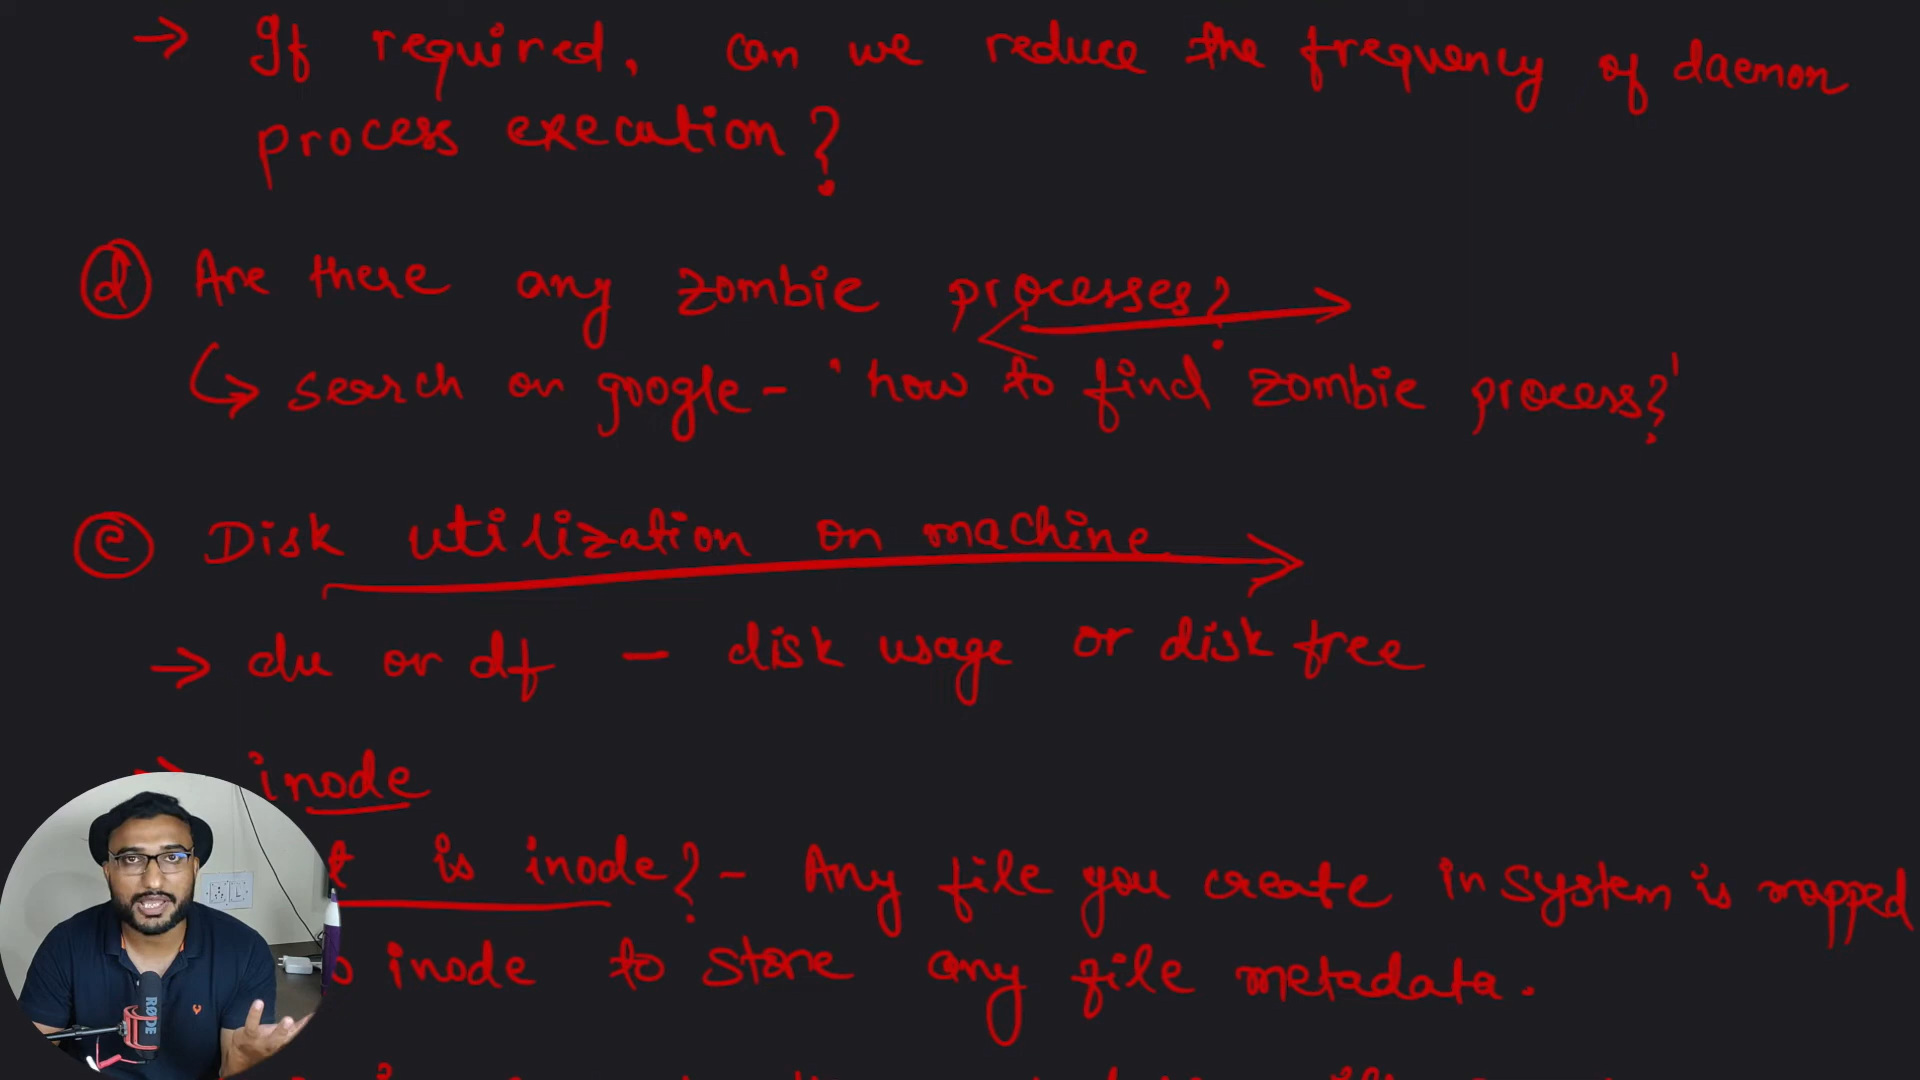 → If required, can we reduce the frequency of daemon
process execution?
d Are there any zombie processes?
↳ search on google - 'how to find zombie process?'
e Disk utilization on machine
→ du or df - disk usage or disk free
→ inode
is inode? - Any file you create in system is mapped
inode to store any file metadata.
RØDE